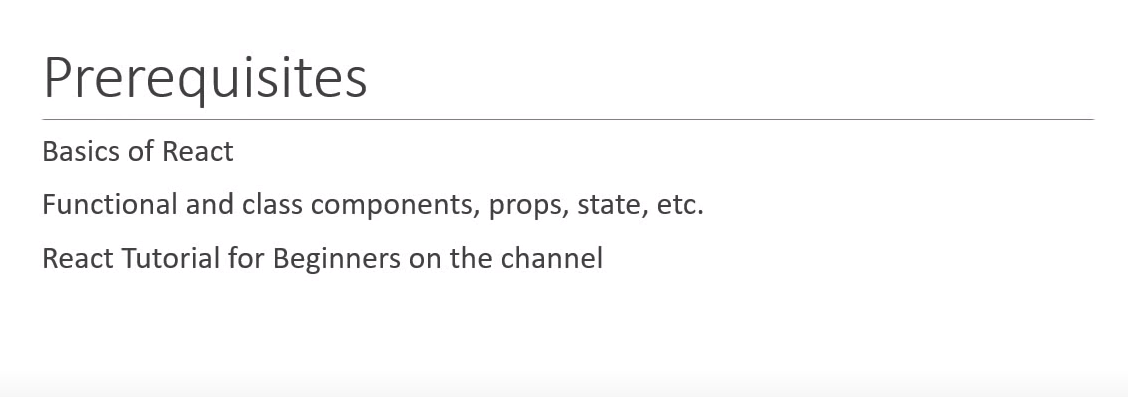 Prerequisites
Basics of React
Functional and class components, props, state, etc.
React Tutorial for Beginners on the channel